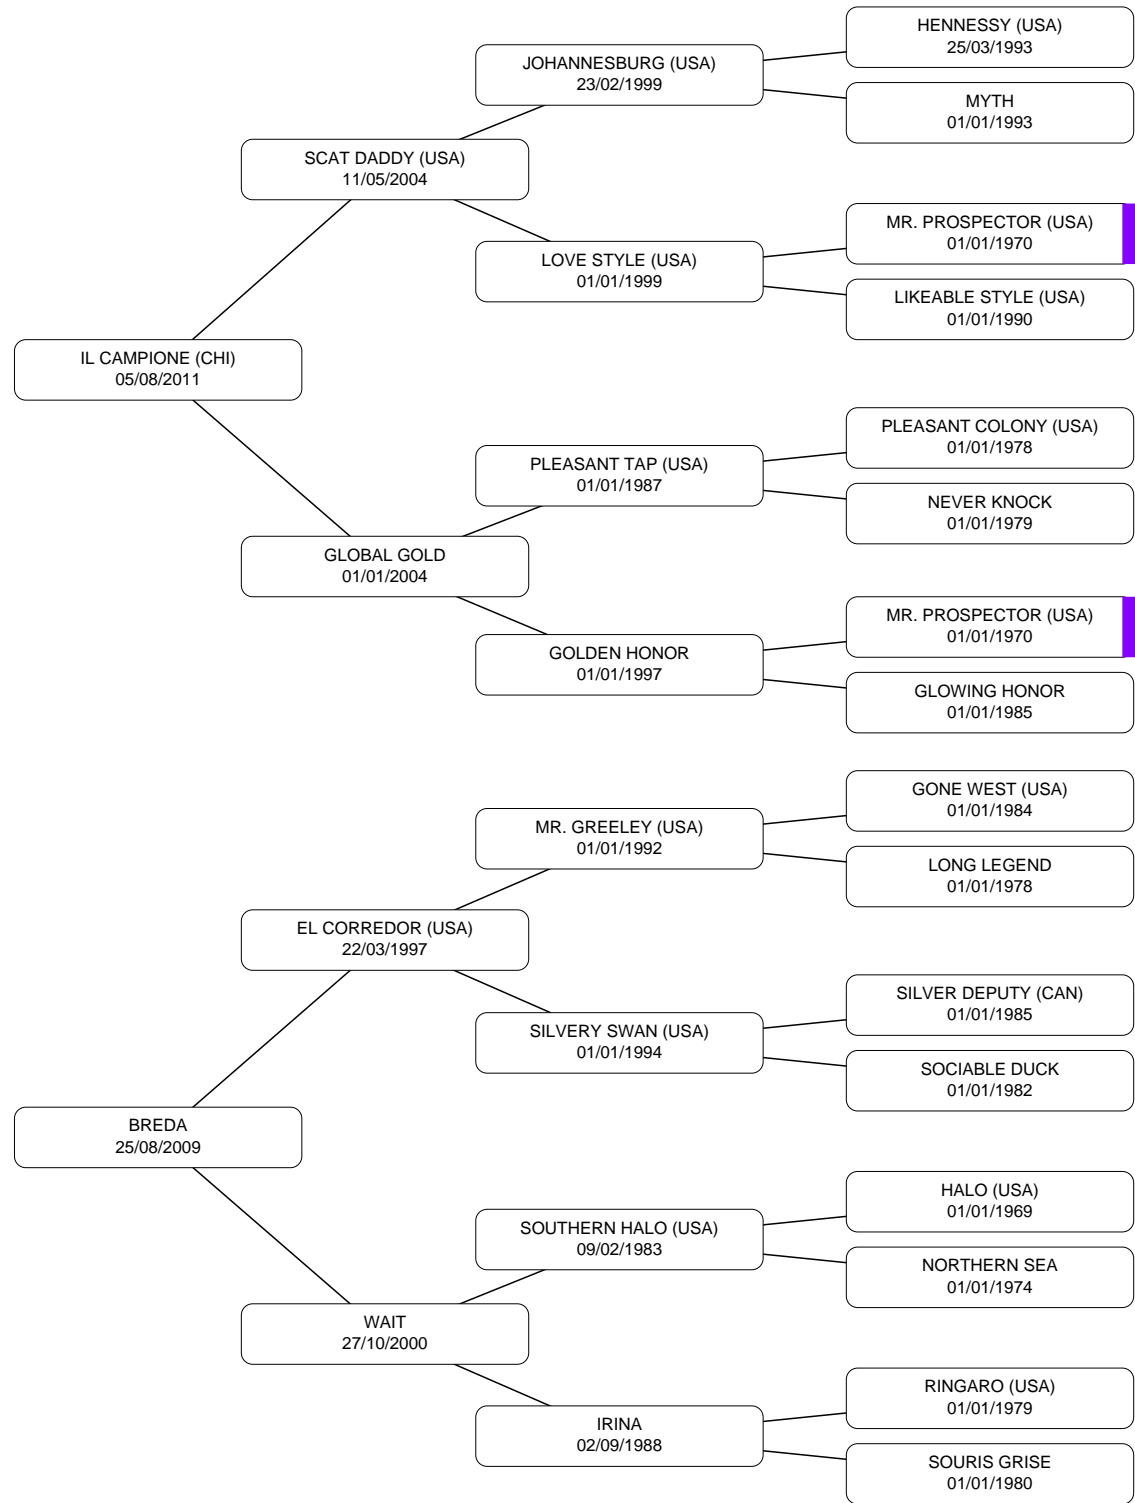 HENNESSY (USA)
25/03/1993
JOHANNESBURG (USA)
23/02/1999
MYTH
01/01/1993
SCAT DADDY (USA)
11/05/2004
MR. PROSPECTOR (USA)
01/01/1970
LOVE STYLE (USA)
01/01/1999
LIKEABLE STYLE (USA)
01/01/1990
IL CAMPIONE (CHI)
05/08/2011
PLEASANT COLONY (USA)
01/01/1978
PLEASANT TAP (USA)
01/01/1987
NEVER KNOCK
01/01/1979
GLOBAL GOLD
01/01/2004
MR. PROSPECTOR (USA)
01/01/1970
GOLDEN HONOR
01/01/1997
GLOWING HONOR
01/01/1985
GONE WEST (USA)
01/01/1984
MR. GREELEY (USA)
01/01/1992
LONG LEGEND
01/01/1978
EL CORREDOR (USA)
22/03/1997
SILVER DEPUTY (CAN)
01/01/1985
SILVERY SWAN (USA)
01/01/1994
SOCIABLE DUCK
01/01/1982
BREDA
25/08/2009
HALO (USA)
01/01/1969
SOUTHERN HALO (USA)
09/02/1983
NORTHERN SEA
01/01/1974
WAIT
27/10/2000
RINGARO (USA)
01/01/1979
IRINA
02/09/1988
SOURIS GRISE
01/01/1980